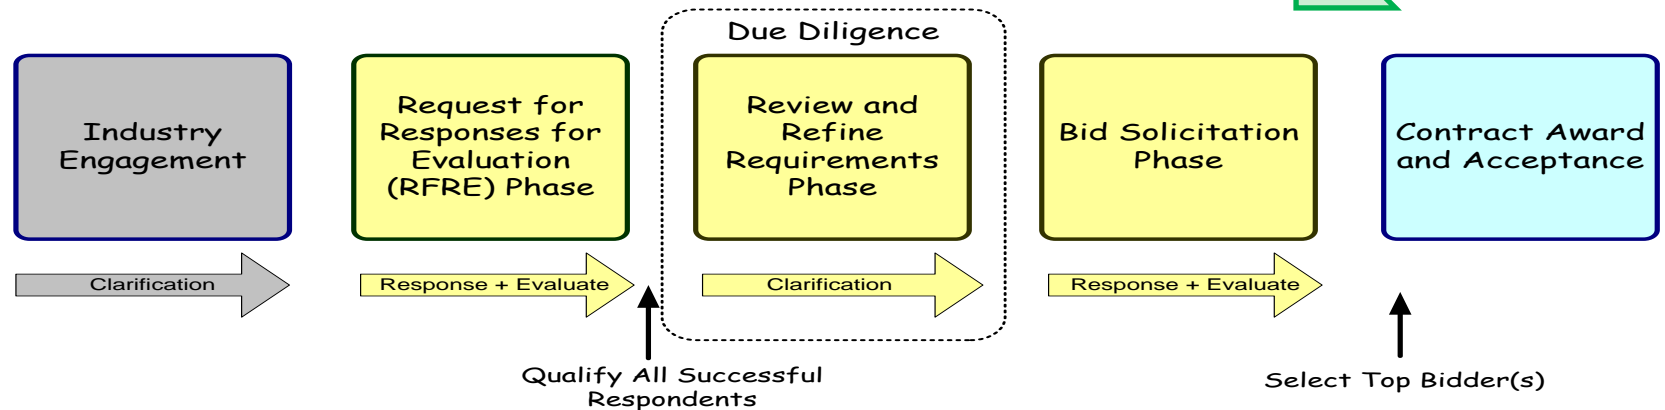 Due Diligence
Industry
Engagement
Request for
Responses for
Evaluation
(RFRE) Phase
Review and
Refine
Requirements
Phase
Bid Solicitation
Phase
Contract Award
and Acceptance
Clarification
Response + Evaluate
Clarification
Response + Evaluate
Qualify All Successful
Respondents
Select Top Bidder(s)